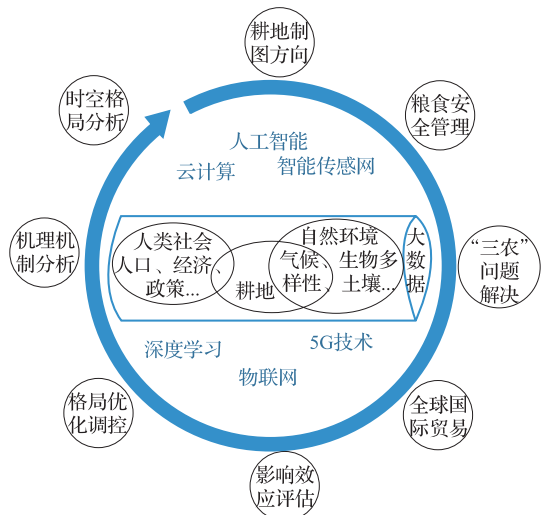 耕地制
图方向
时空格
局分析
粮食安
全管理
人工智能
云计算
智能传感网
机理机
制分析
人类社会
人口、经济、
政策...
耕地
自然环境
气候、生物多
样性、土壤...
大
数
据
“三农”
问题
解决
深度学习
5G技术
物联网
格局优
化调控
全球国
际贸易
影响效
应评估